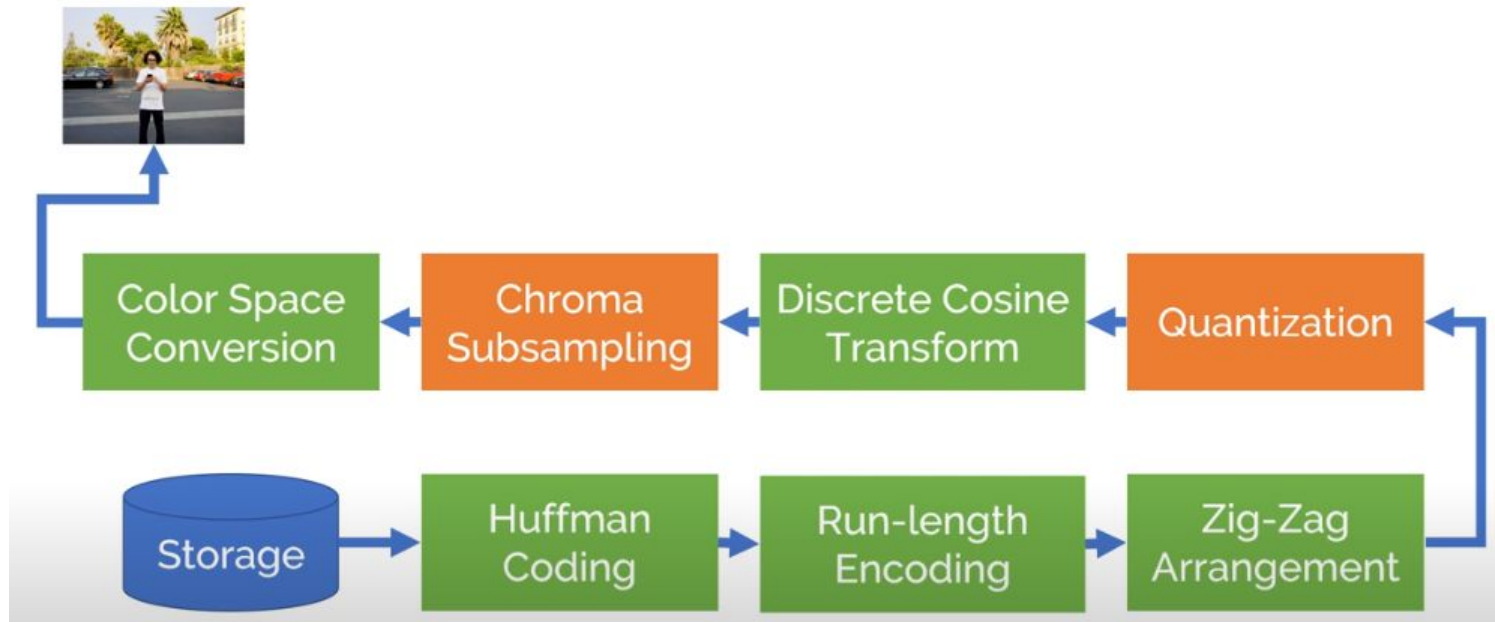 Color Space
Conversion
Chroma
Subsampling
Discrete Cosine
Transform
Quantization
Storage
Huffman
Coding
Run-length
Encoding
Zig-Zag
Arrangement